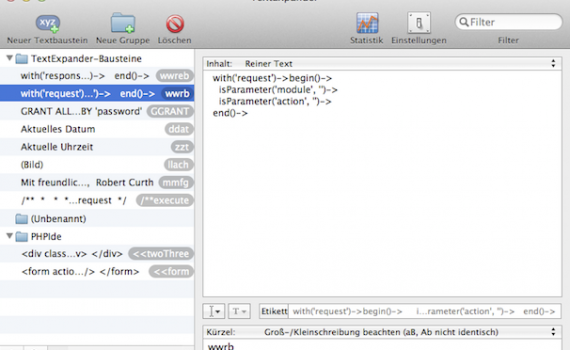 Neuer Textbaustein Neue Gruppe Löschen Statistik Einstellungen Filter
Filter
TextExpander-Bausteine
with('respons...)-> end()-> wwreb
with('request')...')-> end()-> wwrb
GRANT ALL...BY 'password' GGRANT
Aktuelles Datum ddat
Aktuelle Uhrzeit zzt
(Bild) llach
Mit freundlic..., Robert Curth mmfg
/** * * *...request */ /**execute
(Unbenannt)
PHPIde
<div class...v> </div> <<twoThree
<form actio.../> </form> <<form
Inhalt: Reiner Text
with('request')->begin()->
isParameter('module', '')->
isParameter('action', '')->
end()->
Etikett with('request')->begin()-> i...rameter('action', '')-> end()->
Kürzel: Groß-/Kleinschreibung beachten (aB, Ab nicht identisch)
wwrb